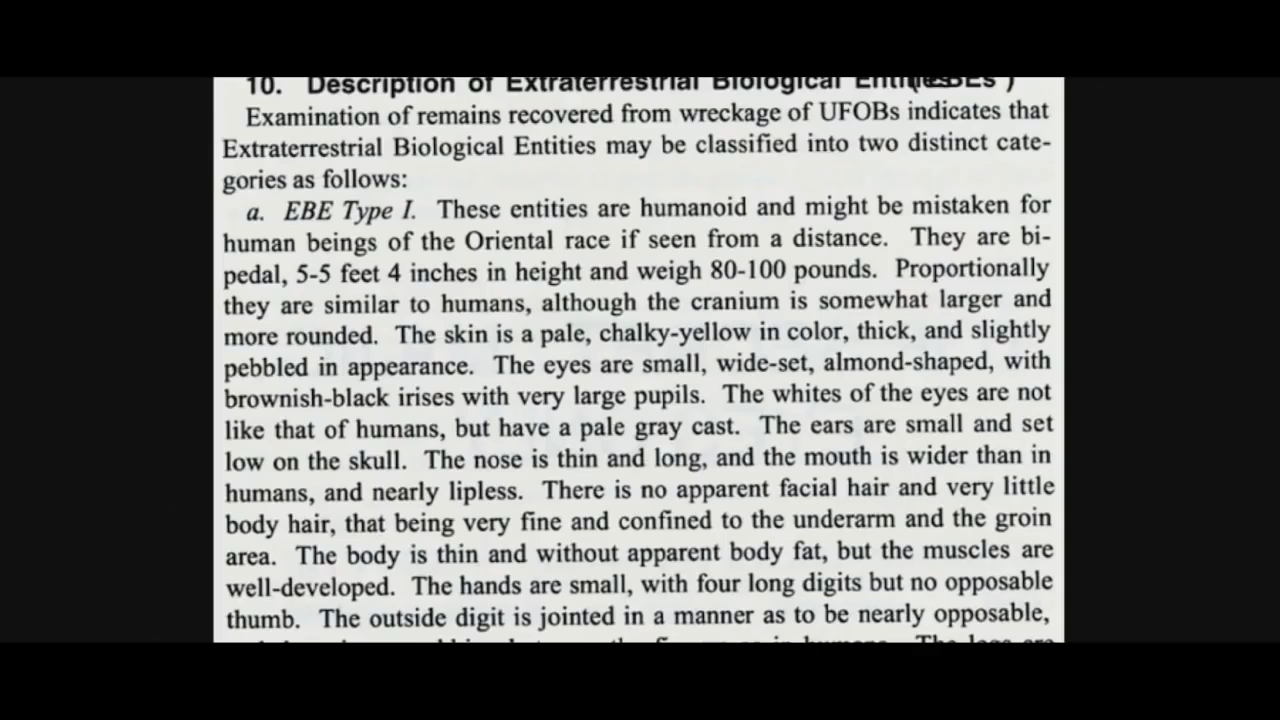 10. Description of Extraterrestrial Biological Entities
Examination of remains recovered from wreckage of UFOBs indicates that
Extraterrestrial Biological Entities may be classified into two distinct cate-
gories as follows:
a. EBE Type I. These entities are humanoid and might be mistaken for
human beings of the Oriental race if seen from a distance. They are bi-
pedal, 5-5 feet 4 inches in height and weigh 80-100 pounds. Proportionally
they are similar to humans, although the cranium is somewhat larger and
more rounded. The skin is a pale, chalky-yellow in color, thick, and slightly
pebbled in appearance. The eyes are small, wide-set, almond-shaped, with
brownish-black irises with very large pupils. The whites of the eyes are not
like that of humans, but have a pale gray cast. The ears are small and set
low on the skull. The nose is thin and long, and the mouth is wider than in
humans, and nearly lipless. There is no apparent facial hair and very little
body hair, that being very fine and confined to the underarm and the groin
area. The body is thin and without apparent body fat, but the muscles are
well-developed. The hands are small, with four long digits but no opposable
thumb. The outside digit is jointed in a manner as to be nearly opposable,